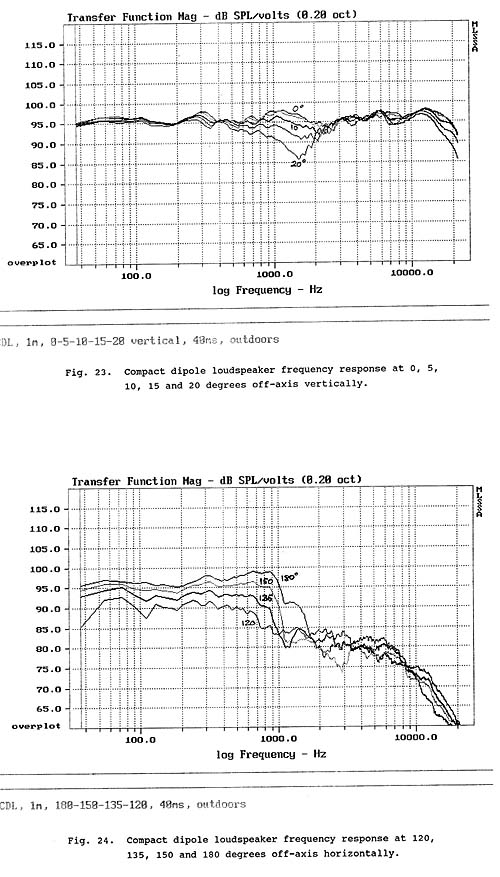 Transfer Function Mag - dB SPL/volts (0.20 oct)
MLSSA
115.0
110.0
105.0
100.0
95.0
90.0
85.0
80.0
75.0
70.0
65.0
0°
10
20°
overplot
100.0 1000.0 10000.0
log Frequency - Hz
CDL, 1m, 0-5-10-15-20 vertical, 40ms, outdoors
Fig. 23. Compact dipole loudspeaker frequency response at 0, 5,
10, 15 and 20 degrees off-axis vertically.
Transfer Function Mag - dB SPL/volts (0.20 oct)
MLSSA
115.0
110.0
105.0
100.0
95.0
90.0
85.0
80.0
75.0
70.0
65.0
180°
150
135
120
overplot
100.0 1000.0 10000.0
log Frequency - Hz
CDL, 1m, 180-150-135-120, 40ms, outdoors
Fig. 24. Compact dipole loudspeaker frequency response at 120,
135, 150 and 180 degrees off-axis horizontally.